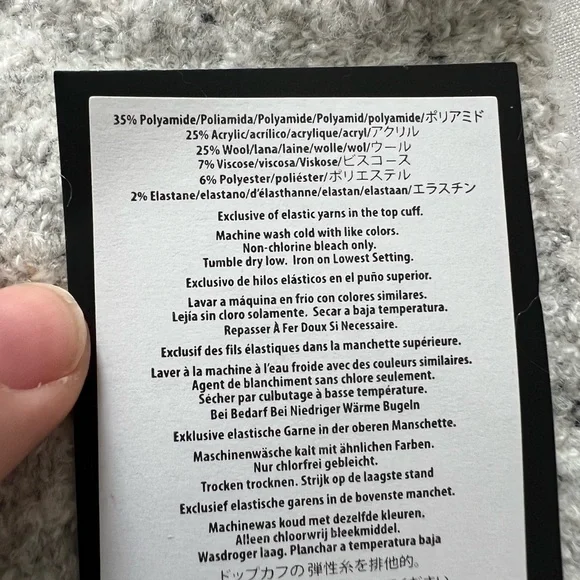 35% Polyamide/Poliamida/Polyamide/Polyamid/polyamide/ポリアミド
25% Acrylic/acrílico/acrylique/acryl/アクリル
25% Wool/lana/laine/wolle/wol/ウール
7% Viscose/viscosa/Viskose/ビスコース
6% Polyester/poliéster/ポリエステル
2% Elastane/elastano/d'élasthanne/elastan/elastaan/エラスチン
Exclusive of elastic yarns in the top cuff.
Machine wash cold with like colors.
Non-chlorine bleach only.
Tumble dry low. Iron on Lowest Setting.
Exclusivo de hilos elásticos en el puño superior.
Lavar a máquina en frio con colores similares.
Lejía sin cloro solamente. Secar a baja temperatura.
Repasser À Fer Doux Si Necessaire.
Exclusif des fils élastiques dans la manchette supérieure.
Laver à la machine à l'eau froide avec des couleurs similaires.
Agent de blanchiment sans chlore seulement.
Sécher par culbutage à basse température.
Bei Bedarf Bei Niedriger Wärme Bugeln
Exklusive elastische Garne in der oberen Manschette.
Maschinenwäsche kalt mit ähnlichen Farben.
Nur chlorfrei gebleicht.
Trocken trocknen. Strijk op de laagste stand
Exclusief elastische garens in de bovenste manchet.
Machinewas koud met dezelfde kleuren,
Alleen chloorwrij bleekmiddel.
Wasdroger laag. Planchar a temperatura baja
ドップカフの弾性糸を排他的。